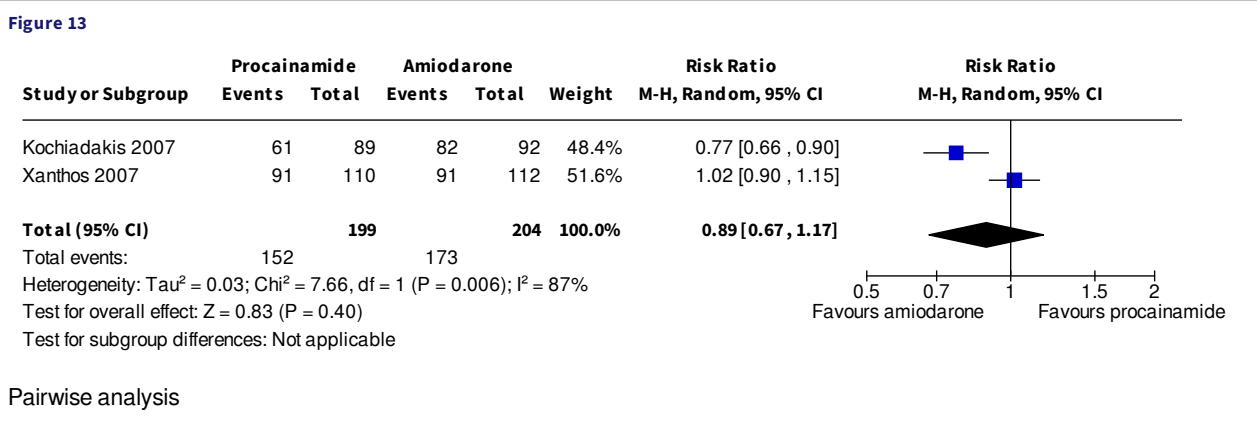 Figure 13
Procainamide Amiodarone Risk Ratio Risk Ratio
Study or Subgroup Events Total Events Total Weight M-H, Random, 95% CI M-H, Random, 95% CI
Kochiadakis 2007 61 89 82 92 48.4% 0.77 [0.66 , 0.90]
Xanthos 2007 91 110 91 112 51.6% 1.02 [0.90 , 1.15]
Total (95% CI) 199 204 100.0% 0.89 [0.67 , 1.17]
Total events: 152 173
Heterogeneity: Tau² = 0.03; Chi² = 7.66, df = 1 (P = 0.006); I² = 87%
0.5 0.7 1 1.5 2
Test for overall effect: Z = 0.83 (P = 0.40) Favours amiodarone Favours procainamide
Test for subgroup differences: Not applicable
Pairwise analysis